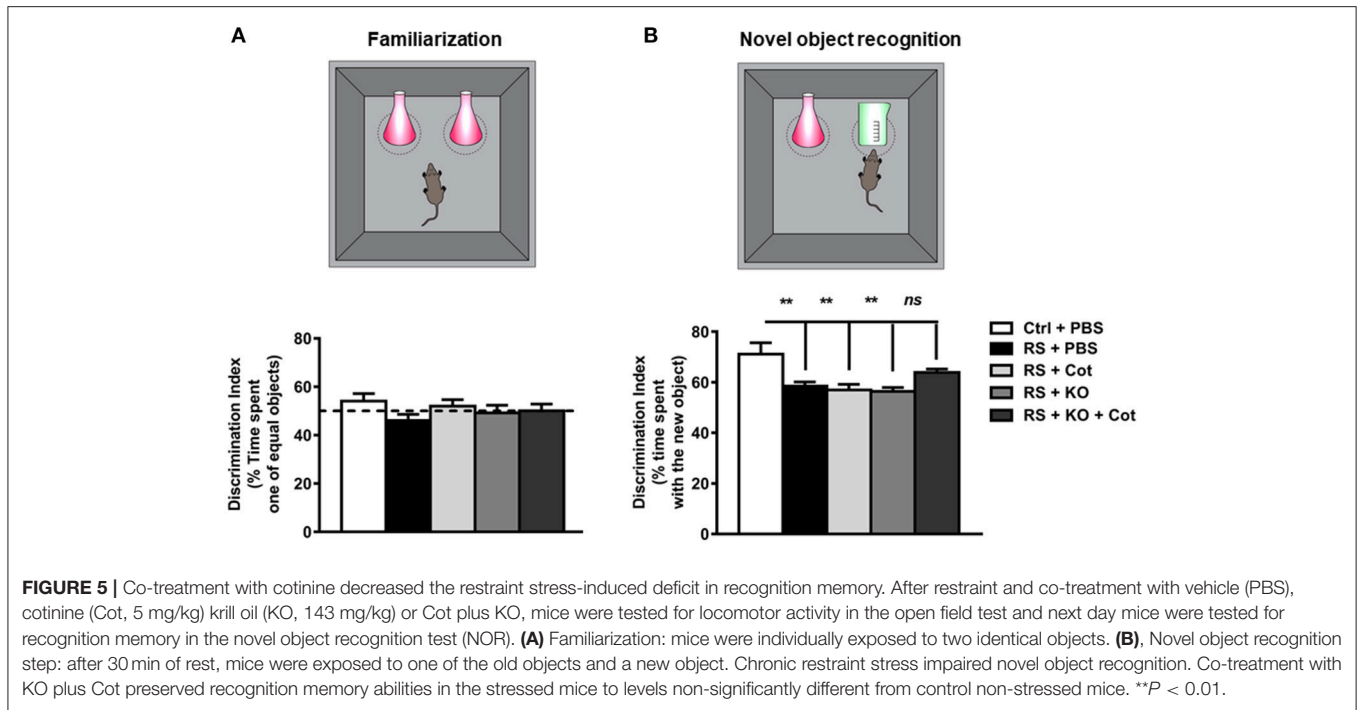 A
Familiarization
B
Novel object recognition
Discrimination Index
(% Time spent
one of equal objects)
80
60
40
20
0
Discrimination Index
(% time spent
with the new object)
80
60
40
20
0
** ** ** ns
Ctrl + PBS
RS + PBS
RS + Cot
RS + KO
RS + KO + Cot
FIGURE 5 | Co-treatment with cotinine decreased the restraint stress-induced deficit in recognition memory. After restraint and co-treatment with vehicle (PBS),
cotinine (Cot, 5 mg/kg) krill oil (KO, 143 mg/kg) or Cot plus KO, mice were tested for locomotor activity in the open field test and next day mice were tested for
recognition memory in the novel object recognition test (NOR). (A) Familiarization: mice were individually exposed to two identical objects. (B), Novel object recognition
step: after 30 min of rest, mice were exposed to one of the old objects and a new object. Chronic restraint stress impaired novel object recognition. Co-treatment with
KO plus Cot preserved recognition memory abilities in the stressed mice to levels non-significantly different from control non-stressed mice. **P < 0.01.